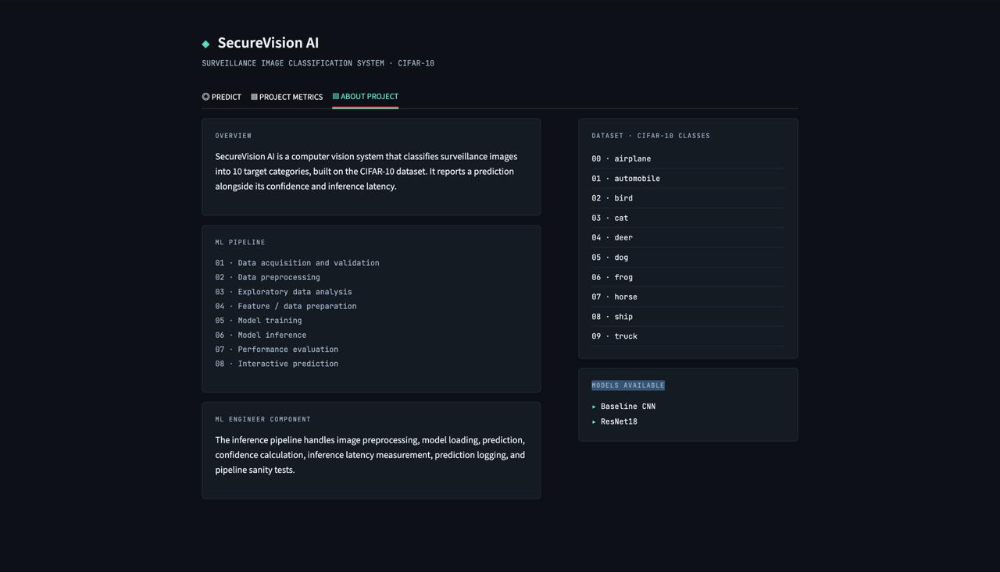 SecureVision AI
SURVEILLANCE IMAGE CLASSIFICATION SYSTEM · CIFAR-10
PREDICT
PROJECT METRICS
ABOUT PROJECT
OVERVIEW
SecureVision AI is a computer vision system that classifies surveillance images
into 10 target categories, built on the CIFAR-10 dataset. It reports a prediction
alongside its confidence and inference latency.
ML PIPELINE
01 · Data acquisition and validation
02 · Data preprocessing
03 · Exploratory data analysis
04 · Feature / data preparation
05 · Model training
06 · Model inference
07 · Performance evaluation
08 · Interactive prediction
ML ENGINEER COMPONENT
The inference pipeline handles image preprocessing, model loading, prediction,
confidence calculation, inference latency measurement, prediction logging, and
pipeline sanity tests.
DATASET · CIFAR-10 CLASSES
00 · airplane
01 · automobile
02 · bird
03 · cat
04 · deer
05 · dog
06 · frog
07 · horse
08 · ship
09 · truck
MODELS AVAILABLE
▸ Baseline CNN
▸ ResNet18